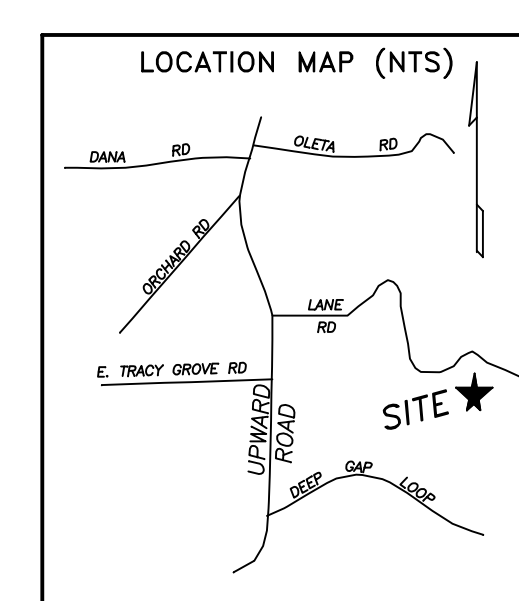 LOCATION MAP (NTS)
DANA RD
OLETA RD
ORCHARD RD
LANE
RD
E. TRACY GROVE RD
UPWARD
ROAD
SITE
DEEP GAP LOOP